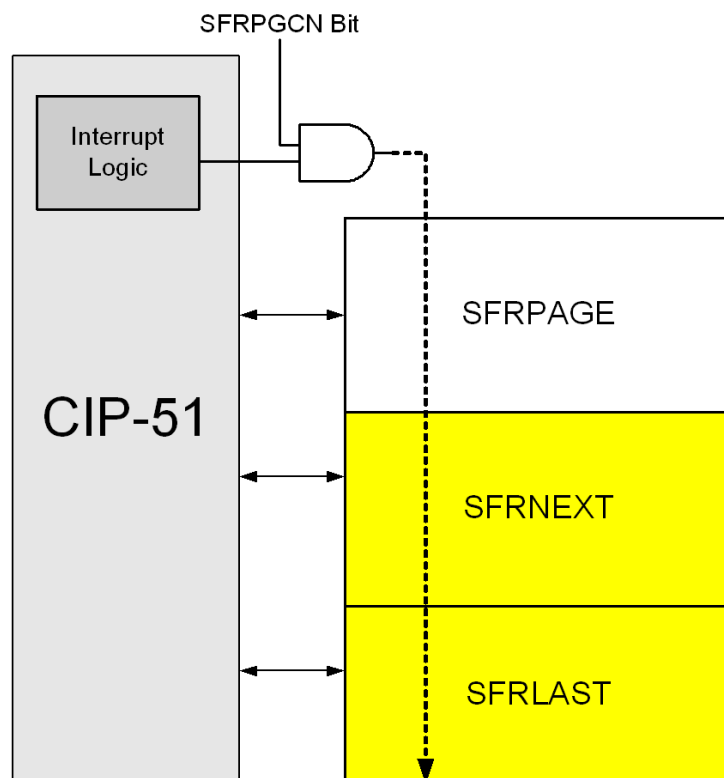 SFRPGCN Bit
Interrupt
Logic
SFRPAGE
CIP-51
SFRNEXT
SFRLAST